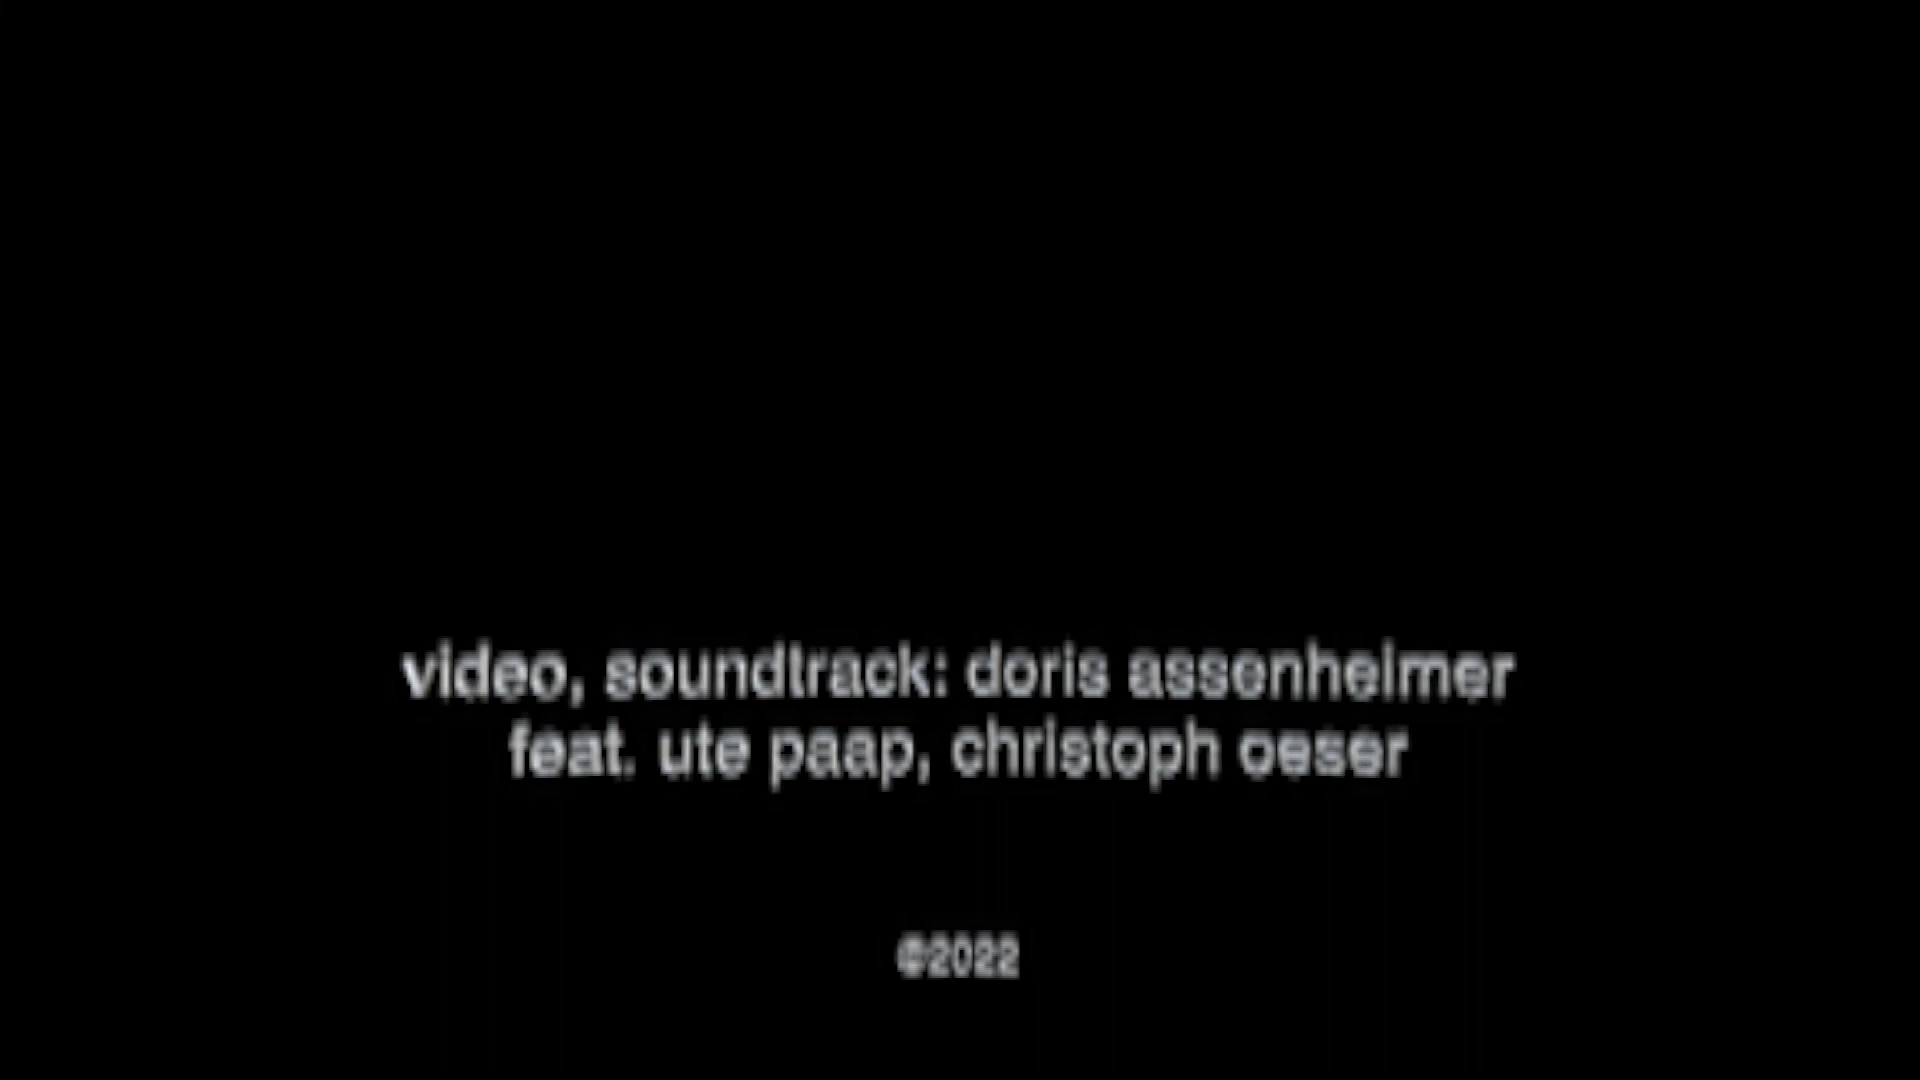 video, soundtrack: doris assenheimer
feat. ute paap, christoph oeser
©2022